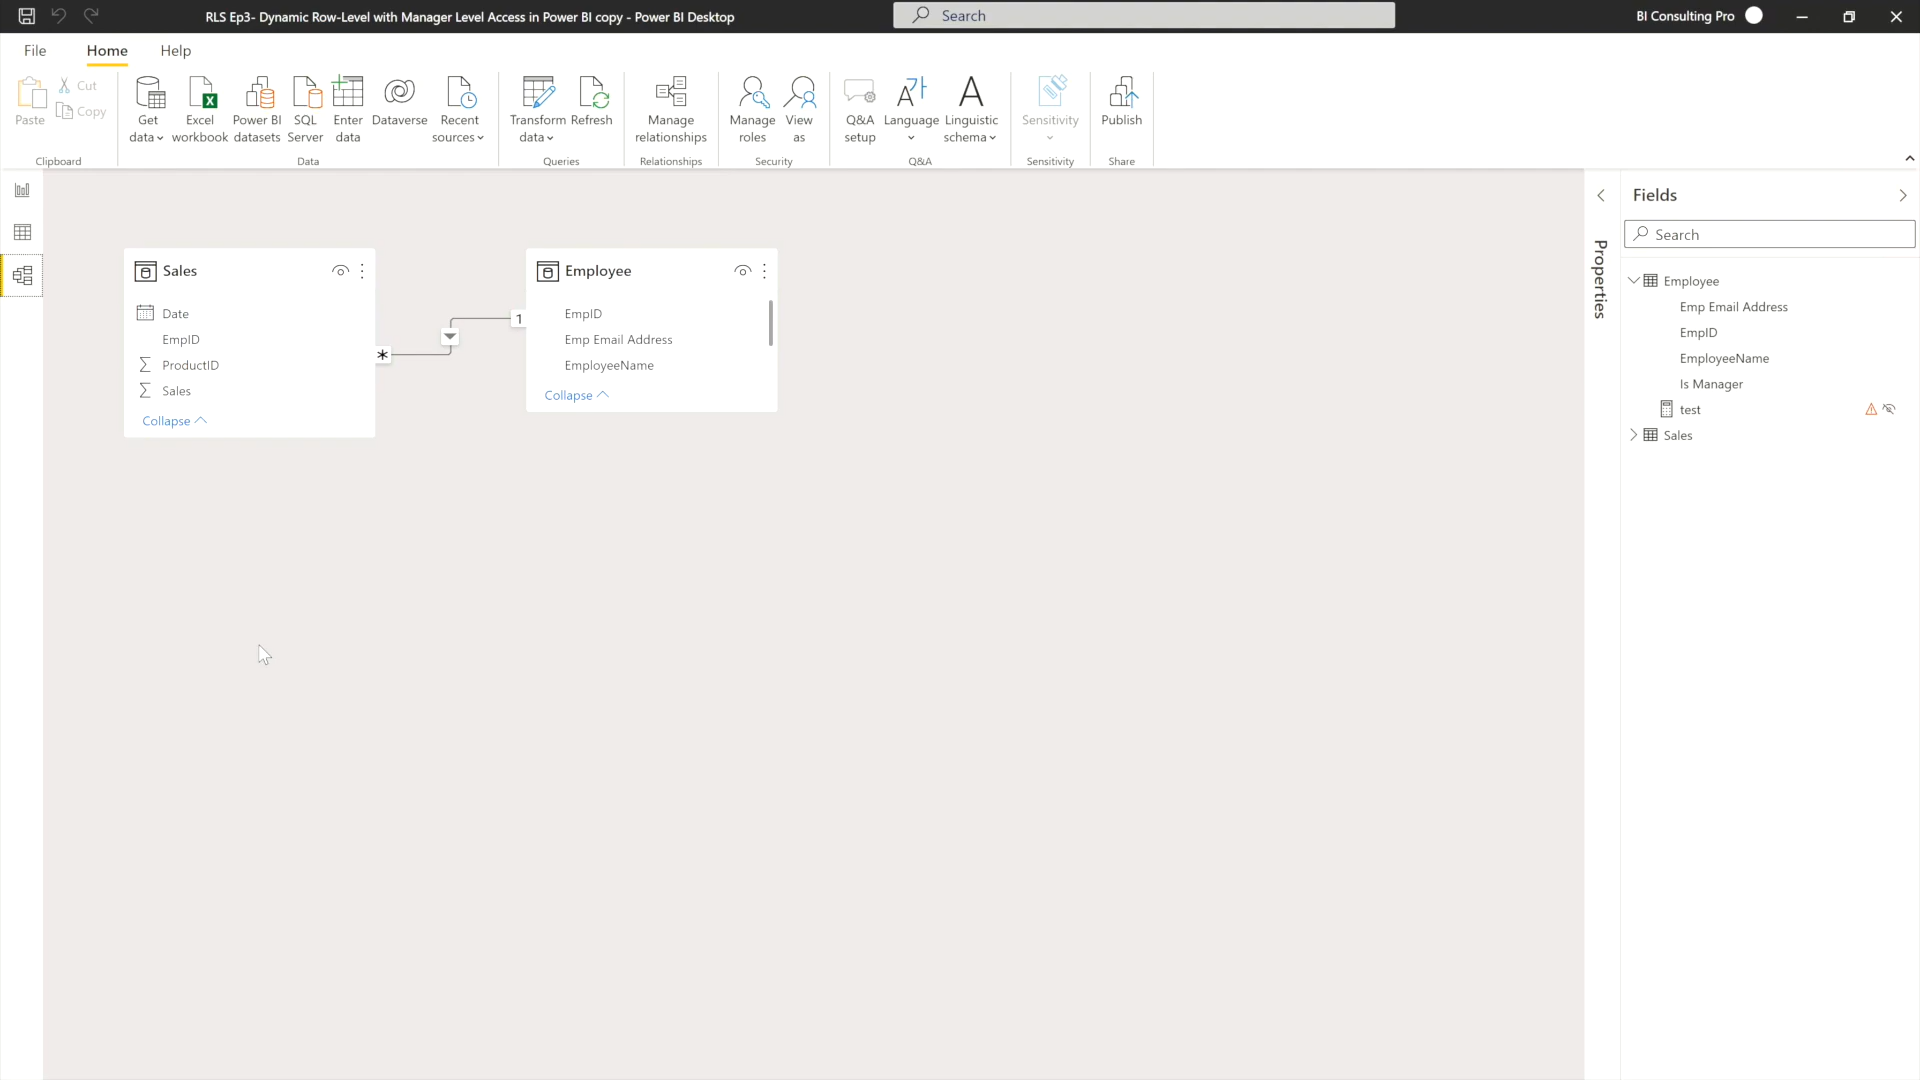 RLS Ep3- Dynamic Row-Level with Manager Level Access in Power BI copy - Power BI Desktop
Search
BI Consulting Pro
File
Home
Help
Paste
Cut
Copy
Clipboard
Get data
Excel workbook
Power BI datasets
SQL Server
Enter data
Dataverse
Recent sources
Data
Transform data
Refresh
Queries
Manage relationships
Relationships
Manage roles
View as
Security
Q&A setup
Language
Linguistic schema
Q&A
Sensitivity
Sensitivity
Publish
Share
Sales
Date
EmpID
ProductID
Sales
Collapse
*
1
Employee
EmpID
Emp Email Address
EmployeeName
Collapse
Properties
Fields
Search
Employee
Emp Email Address
EmpID
EmployeeName
Is Manager
test
Sales